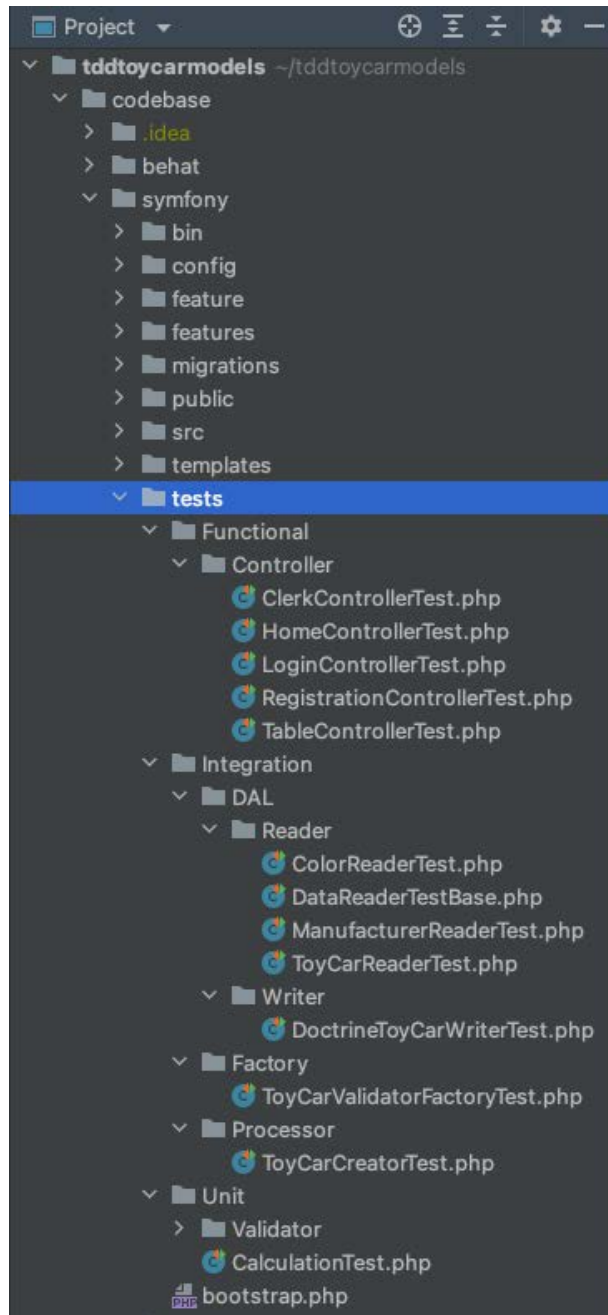 Project
tddtoycarmodels ~/tddtoycarmodels
codebase
.idea
behat
symfony
bin
config
feature
features
migrations
public
src
templates
tests
Functional
Controller
ClerkControllerTest.php
HomeControllerTest.php
LoginControllerTest.php
RegistrationControllerTest.php
TableControllerTest.php
Integration
DAL
Reader
ColorReaderTest.php
DataReaderTestBase.php
ManufacturerReaderTest.php
ToyCarReaderTest.php
Writer
DoctrineToyCarWriterTest.php
Factory
ToyCarValidatorFactoryTest.php
Processor
ToyCarCreatorTest.php
Unit
Validator
CalculationTest.php
bootstrap.php